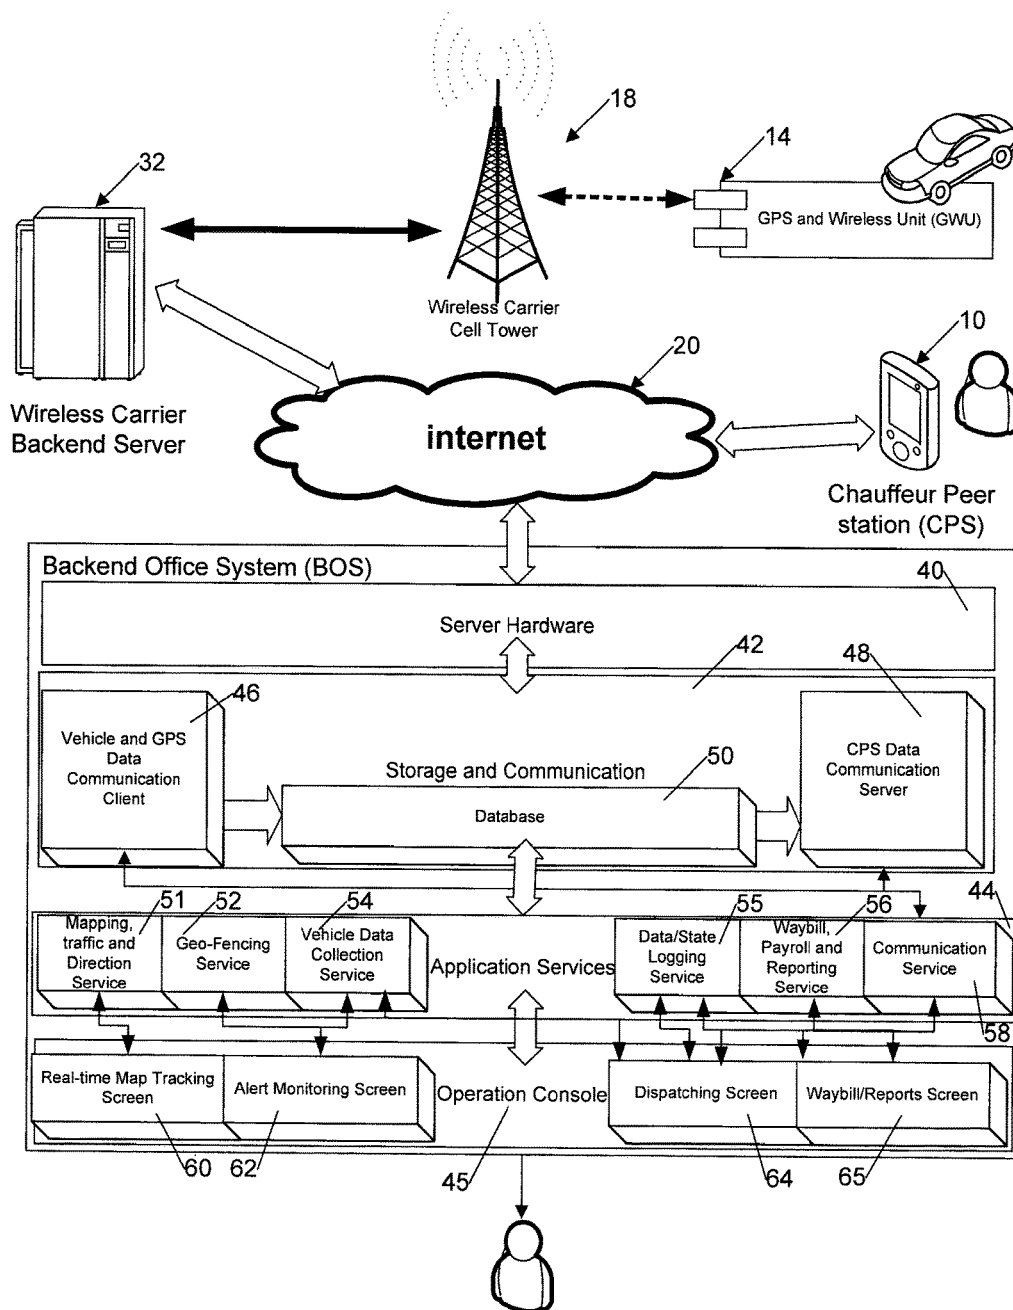 18
32
14
GPS and Wireless Unit (GWU)
Wireless Carrier
Cell Tower
10
20
internet
Wireless Carrier
Backend Server
Chauffeur Peer
station (CPS)
Backend Office System (BOS)
40
Server Hardware
42
48
46
Vehicle and GPS
Data
Communication
Client
Storage and Communication
50
Database
CPS Data
Communication
Server
51
52
54
55
56
44
Mapping,
traffic and
Direction
Service
Geo-Fencing
Service
Vehicle Data
Collection
Service
Application Services
Data/State
Logging
Service
Waybill,
Payroll and
Reporting
Service
Communication
Service
58
Real-time Map Tracking
Screen
Alert Monitoring Screen
Operation Console
Dispatching Screen
Waybill/Reports Screen
60
62
45
64
65